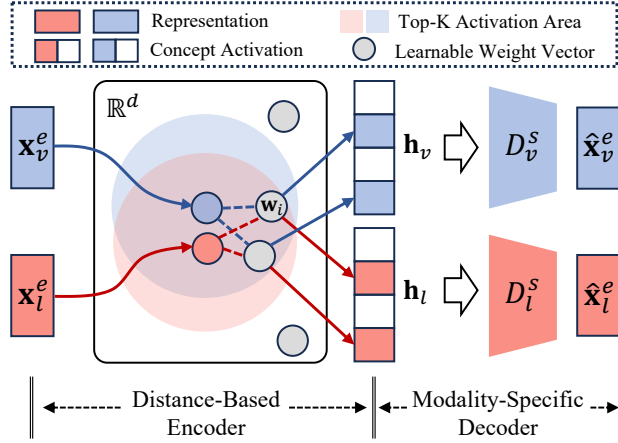 Representation
Top-K Activation Area
Concept Activation
Learnable Weight Vector
ℝ^d
x_v^e
w_i
h_v
D_v^s
x̂_v^e
x_l^e
h_l
D_l^s
x̂_l^e
Distance-Based
Encoder
Modality-Specific
Decoder